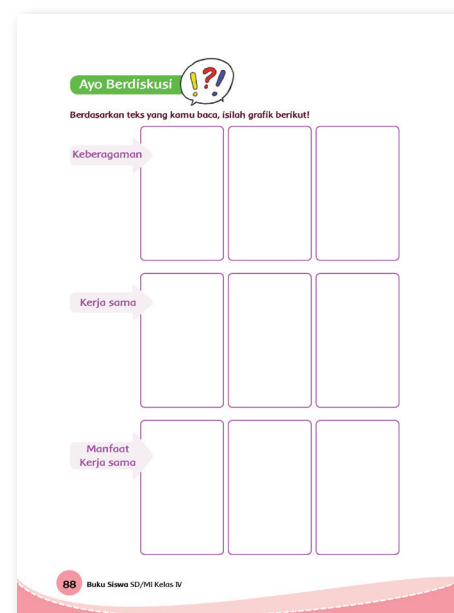 Ayo Berdiskusi
!?!
Berdasarkan teks yang kamu baca, isilah grafik berikut!
Keberagaman
Kerja sama
Manfaat
Kerja sama
88 Buku Siswa SD/MI Kelas IV